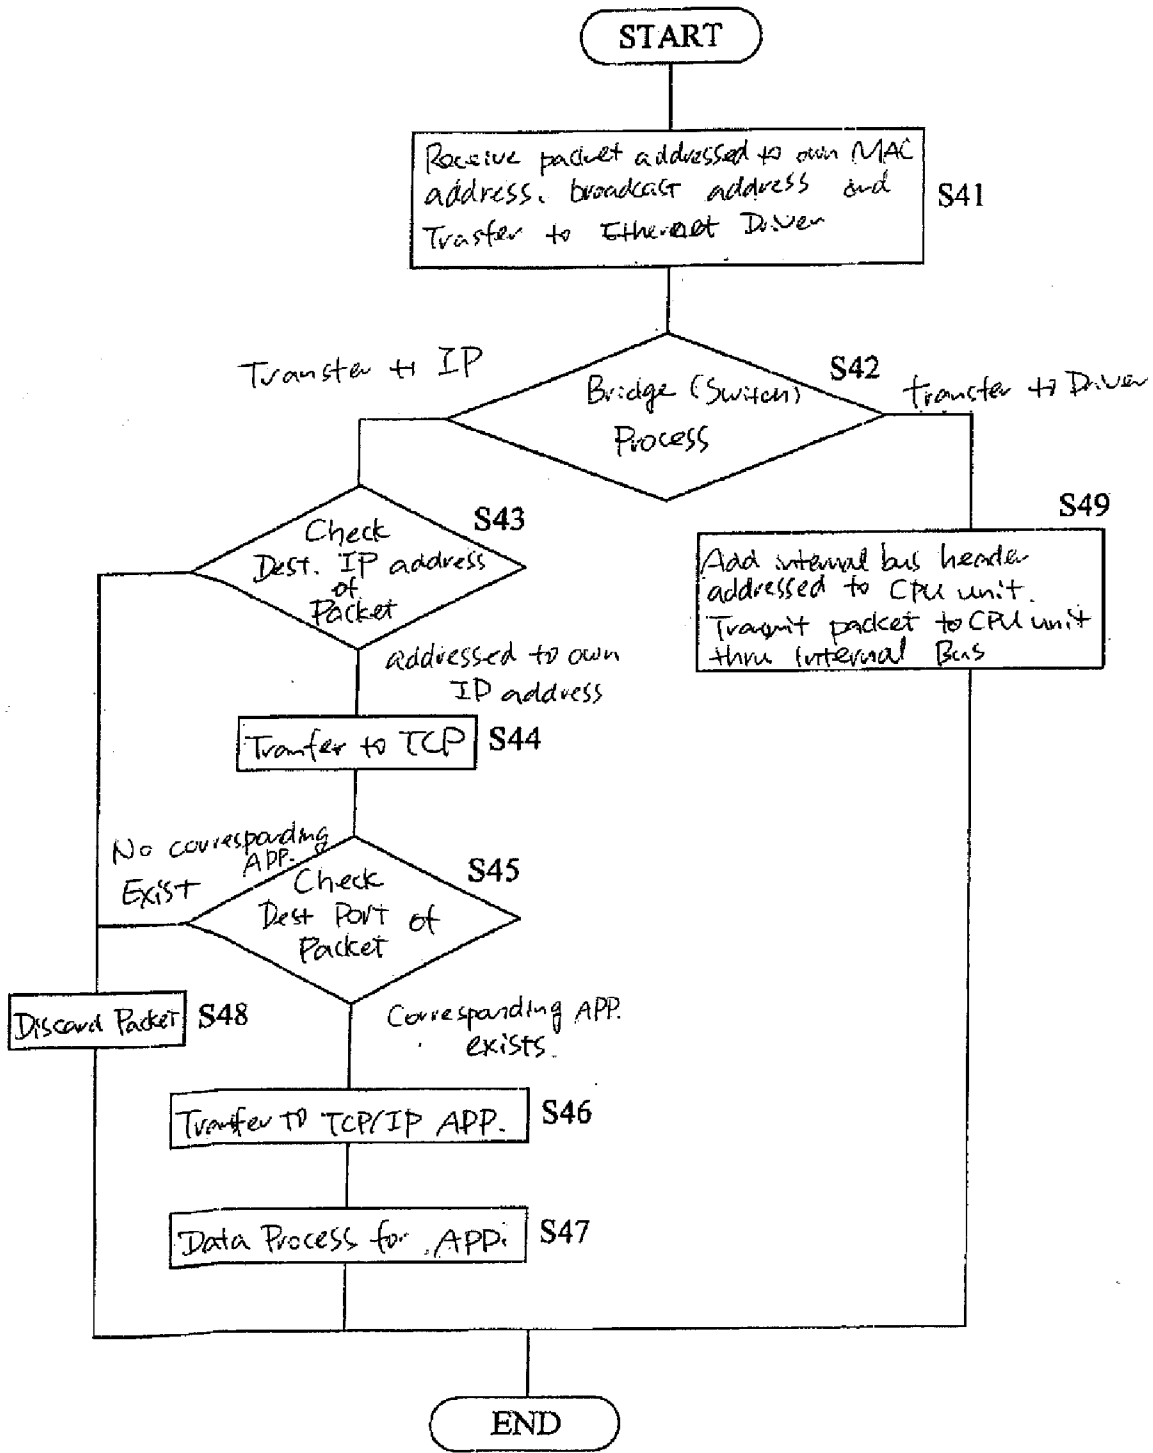 START
Receive packet addressed to own MAC
address. broadcast address and
Trasfer to Ethernet Driver
S41
Transfer to IP
S42
Bridge (Switch)
Process
transfer to Driver
S43
Check
Dest. IP address
of
Packet
S49
Add internal bus header
addressed to CPU unit.
Transmit packet to CPU unit
thru Internal Bus
addressed to own
IP address
Tranfer to TCP
S44
No corresponding
APP.
Exist
S45
Check
Dest Port of
Packet
Discard Packet
S48
Corresponding APP.
exists.
Transfer to TCP/IP APP.
S46
Data Process for APP.
S47
END